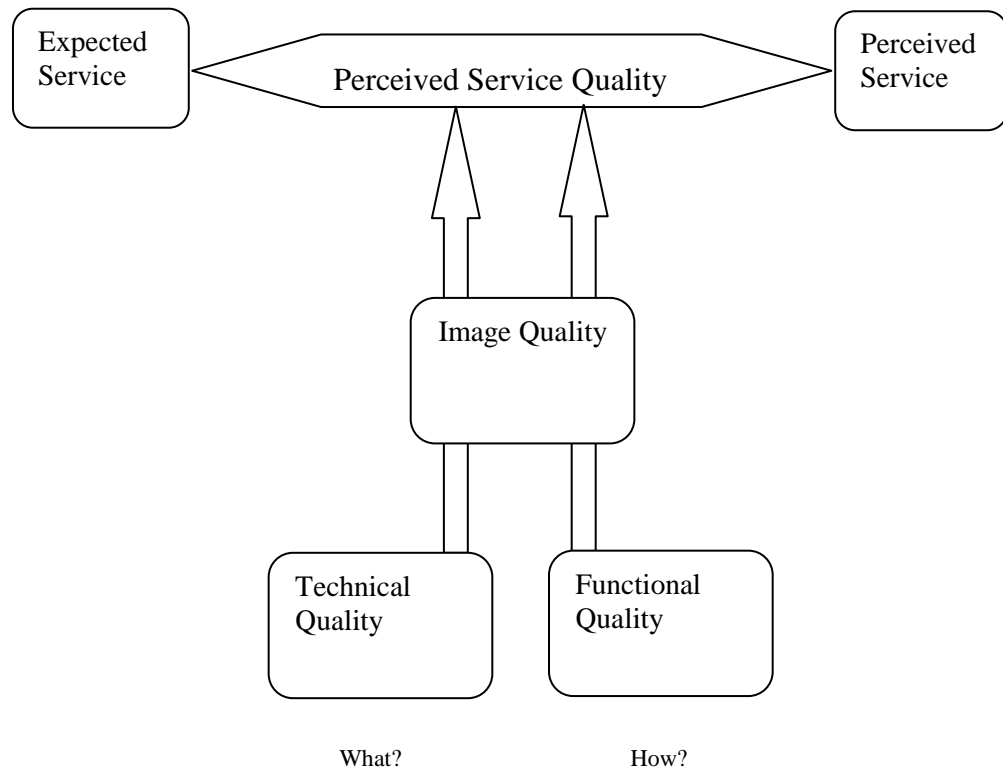 Expected
Service
Perceived Service Quality
Perceived
Service
Image Quality
Technical
Quality
Functional
Quality
What?
How?